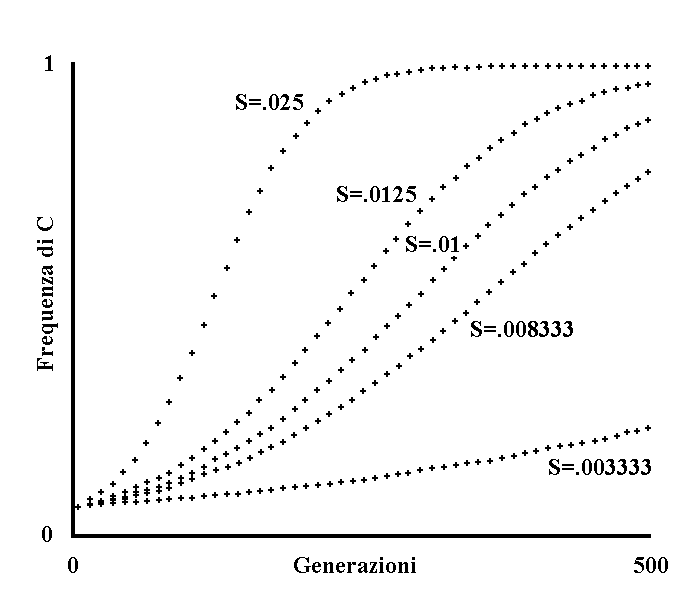 1
S=.025
S=.0125
S=.01
Frequenza di C
S=.008333
S=.003333
0
0
Generazioni
500